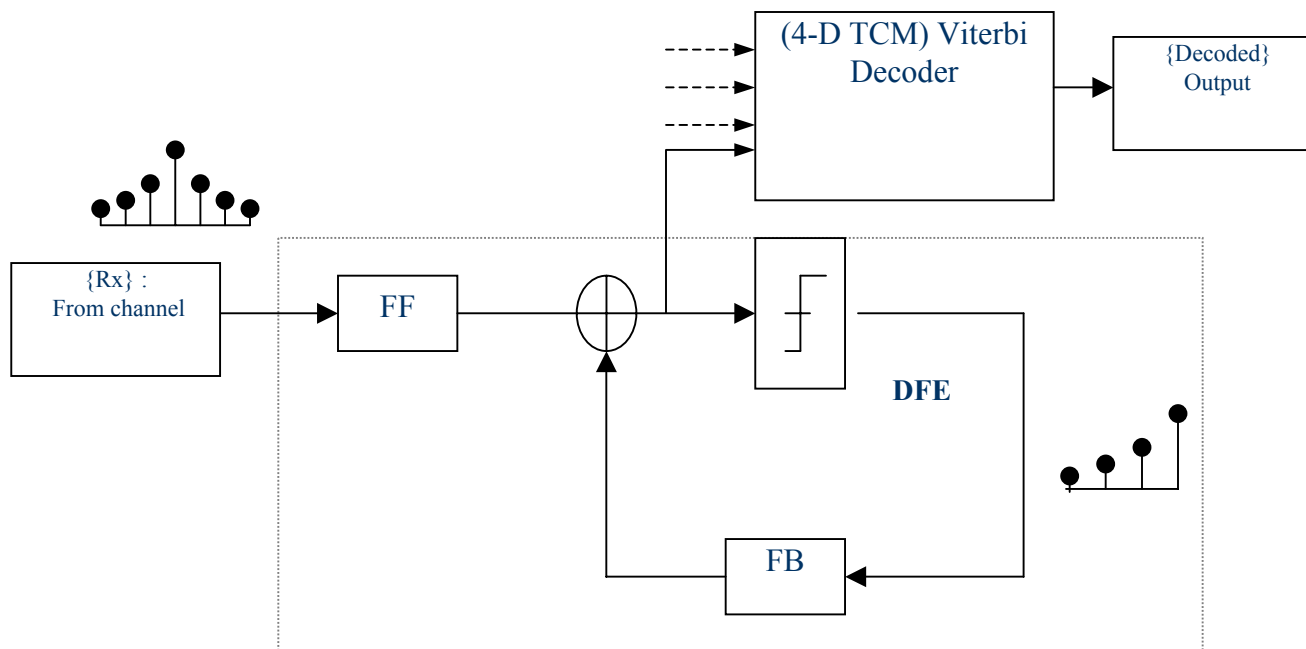 (4-D TCM) Viterbi
Decoder
{Decoded}
Output
{Rx} :
From channel
FF
DFE
FB